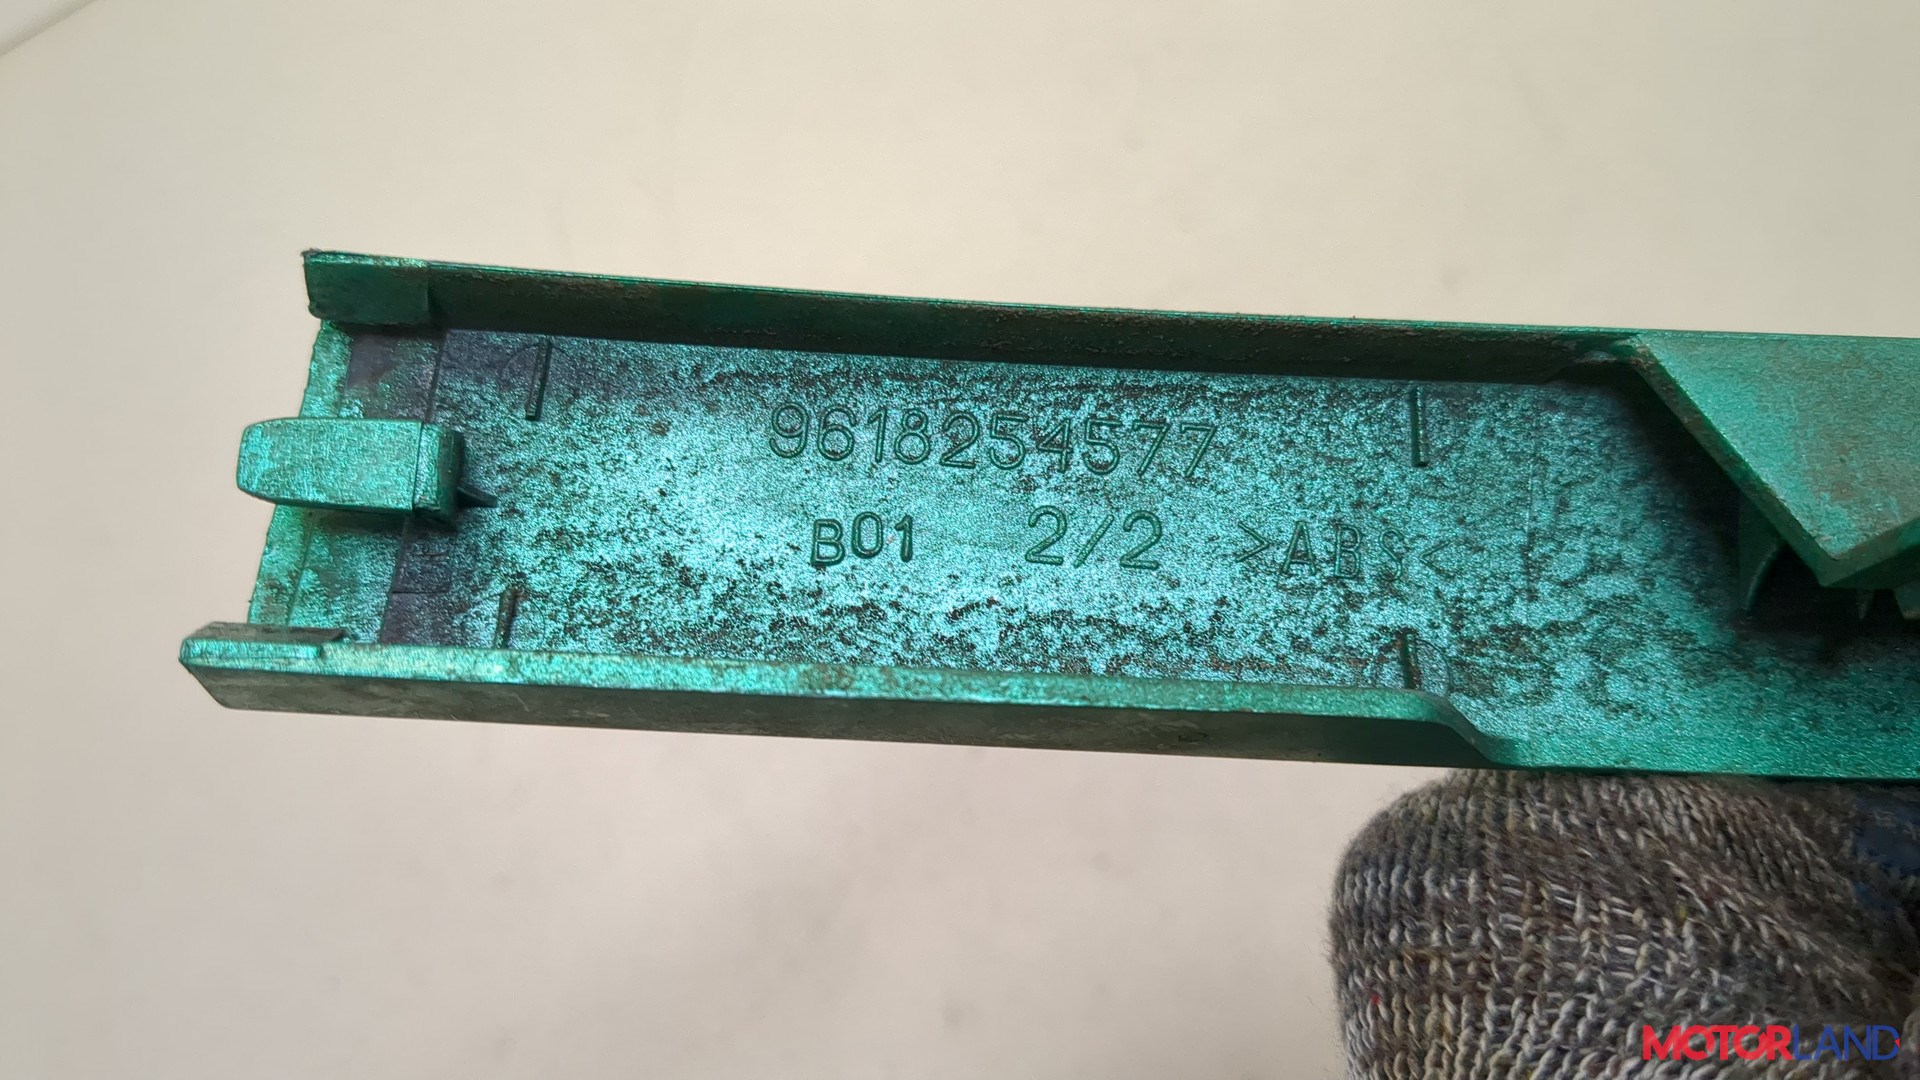 9618254577
B01 2/2 >ABS<
MOTORLAND